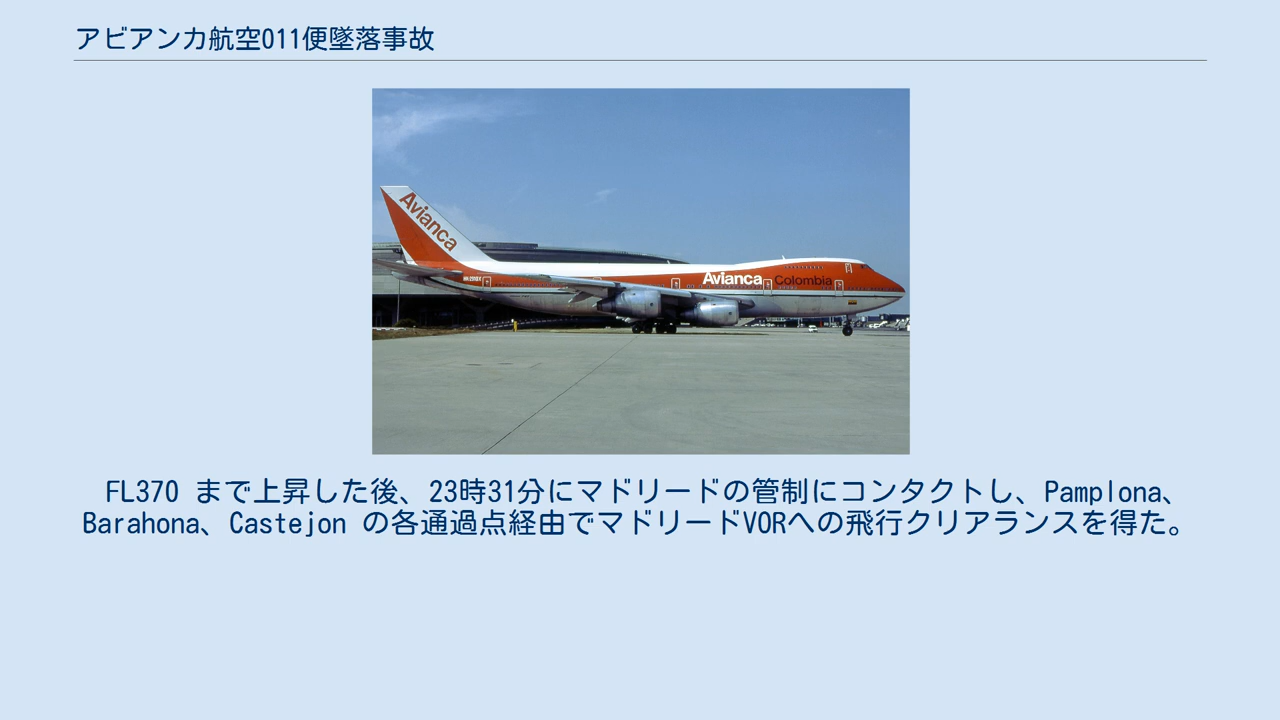 アビアンカ航空011便墜落事故
Avianca
Avianca Colombia
FL370 まで上昇した後、23時31分にマドリードの管制にコンタクトし、Pamplona、
Barahona、Castejon の各通過点経由でマドリードVORへの飛行クリアランスを得た。